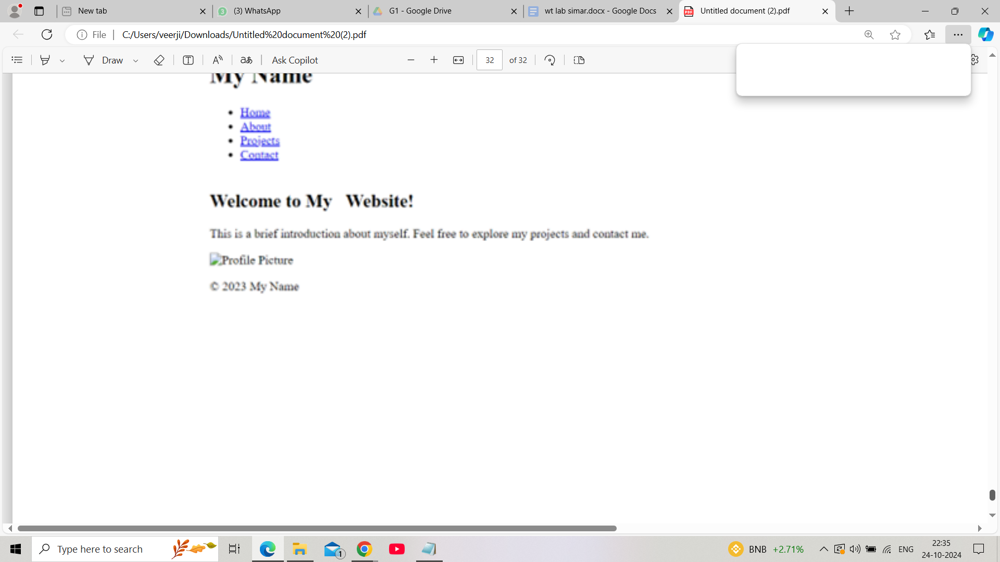 New tab
(3) WhatsApp
G1 - Google Drive
wt lab simar.docx - Google Docs
Untitled document (2).pdf
File
C:/Users/veerji/Downloads/Untitled%20document%20(2).pdf
Draw
aあ
Ask Copilot
32
of 32
My Name
• Home
• About
• Projects
• Contact
Welcome to My Website!
This is a brief introduction about myself. Feel free to explore my projects and contact me.
Profile Picture
© 2023 My Name
Type here to search
1
BNB +2.71%
ENG
22:35
24-10-2024